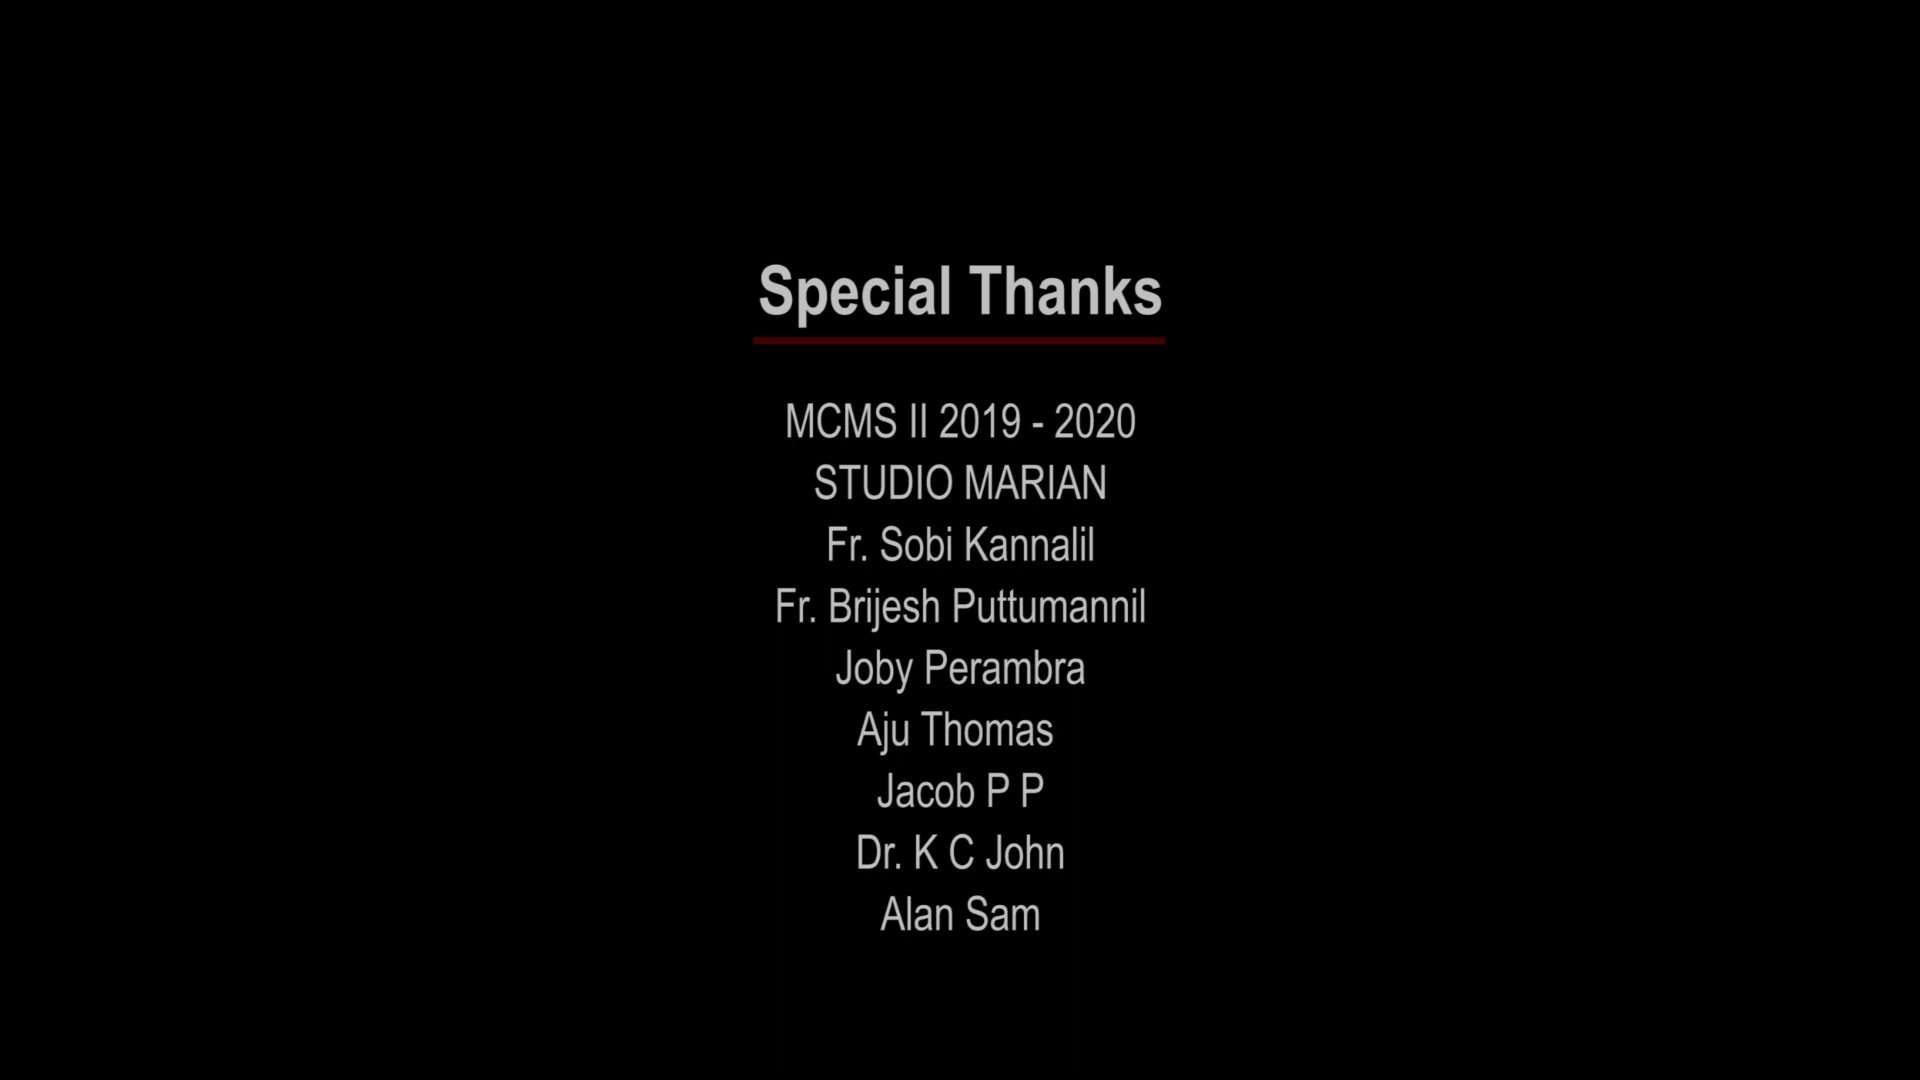 Special Thanks
MCMS II 2019 - 2020
STUDIO MARIAN
Fr. Sobi Kannalil
Fr. Brijesh Puttumannil
Joby Perambra
Aju Thomas
Jacob P P
Dr. K C John
Alan Sam